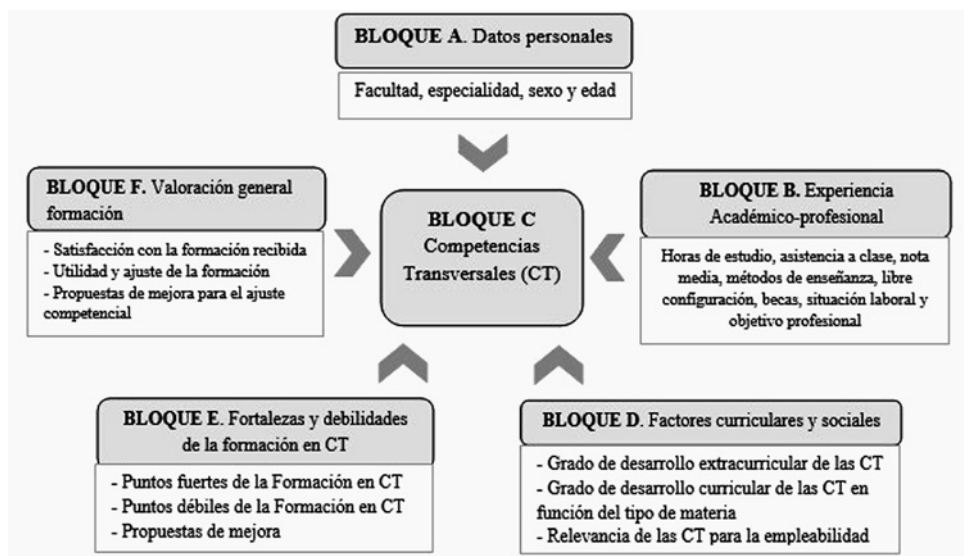 BLOQUE A. Datos personales
Facultad, especialidad, sexo y edad
BLOQUE F. Valoración general
formación
- Satisfacción con la formación recibida
- Utilidad y ajuste de la formación
- Propuestas de mejora para el ajuste
competencial
BLOQUE C
Competencias
Transversales (CT)
BLOQUE B. Experiencia
Académico-profesional
Horas de estudio, asistencia a clase, nota
media, métodos de enseñanza, libre
configuración, becas, situación laboral y
objetivo profesional
BLOQUE E. Fortalezas y debilidades
de la formación en CT
- Puntos fuertes de la Formación en CT
- Puntos débiles de la Formación en CT
- Propuestas de mejora
BLOQUE D. Factores curriculares y sociales
- Grado de desarrollo extracurricular de las CT
- Grado de desarrollo curricular de las CT en
función del tipo de materia
- Relevancia de las CT para la empleabilidad